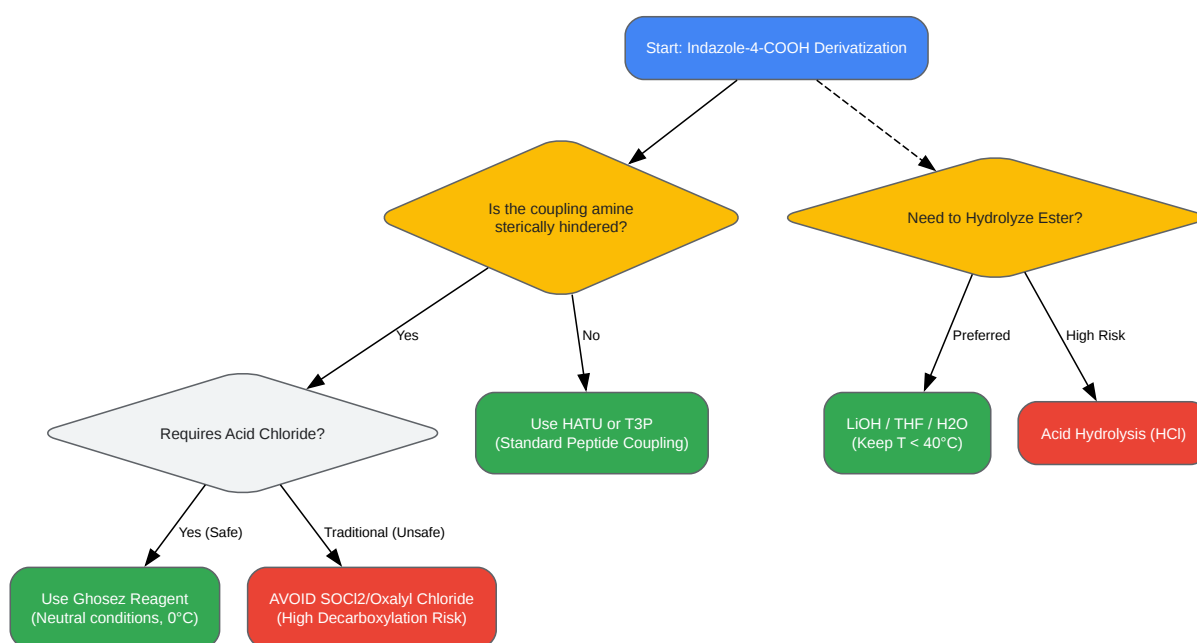 Start: Indazole-4-COOH Derivatization
Is the coupling amine
sterically hindered?
Need to Hydrolyze Ester?
Yes
No
Preferred
High Risk
Requires Acid Chloride?
Use HATU or T3P
(Standard Peptide Coupling)
LiOH / THF / H2O
(Keep T < 40°C)
Acid Hydrolysis (HCl)
Yes (Safe)
Traditional (Unsafe)
Use Ghosez Reagent
(Neutral conditions, 0°C)
AVOID SOCl2/Oxalyl Chloride
(High Decarboxylation Risk)